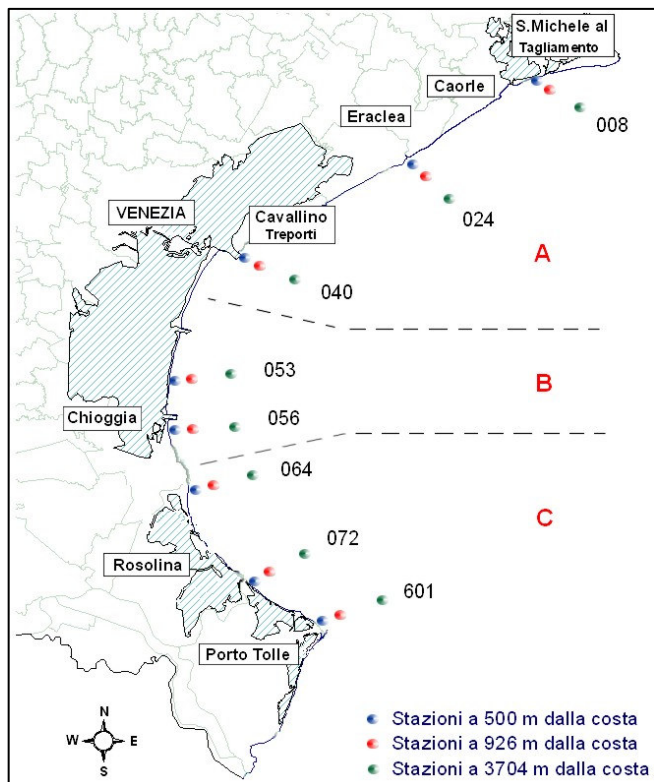 S.Michele al
Tagliamento
Caorle
008
Eraclea
024
VENEZIA
Cavallino
Treporti
A
040
053
B
Chioggia
056
064
C
072
Rosolina
601
Porto Tolle
N
W E
S
Stazioni a 500 m dalla costa
Stazioni a 926 m dalla costa
Stazioni a 3704 m dalla costa